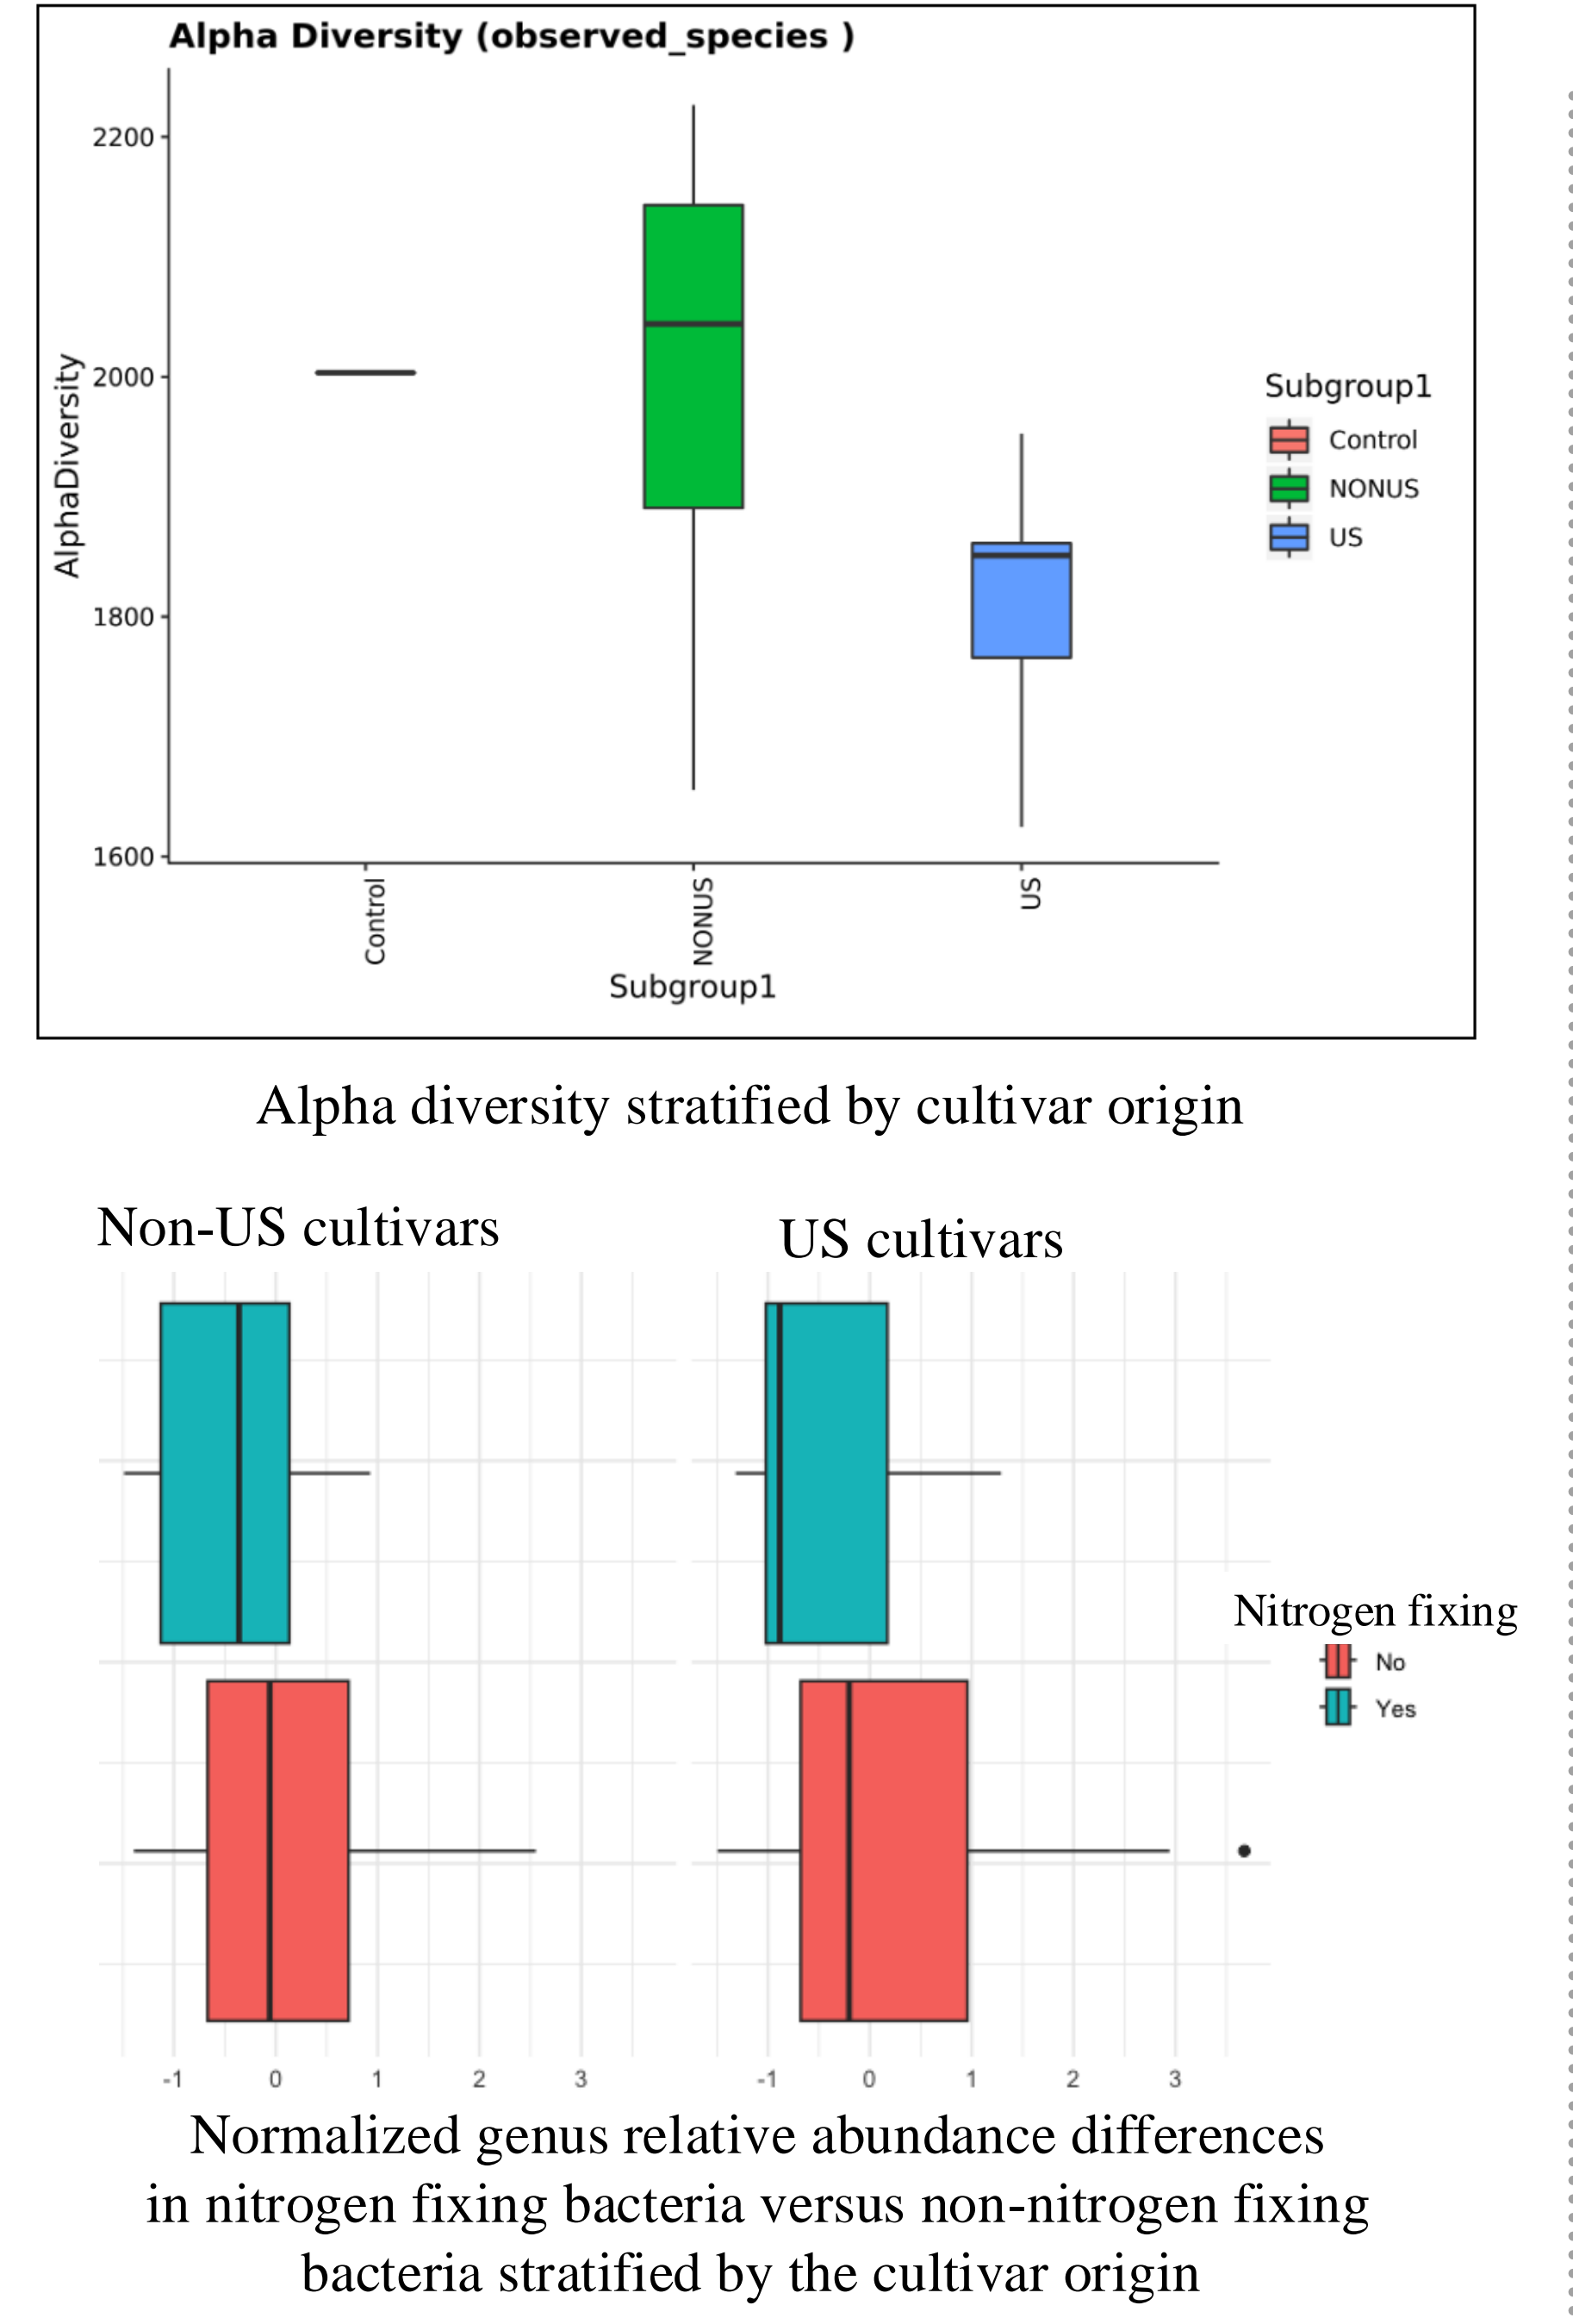 Alpha Diversity (observed_species )
AlphaDiversity
2200
2000
1800
1600
Control
NONUS
US
Subgroup1
Subgroup1
Control
NONUS
US
Alpha diversity stratified by cultivar origin
Non-US cultivars
US cultivars
Nitrogen fixing
No
Yes
-1 0 1 2 3
-1 0 1 2 3
Normalized genus relative abundance differences
in nitrogen fixing bacteria versus non-nitrogen fixing
bacteria stratified by the cultivar origin